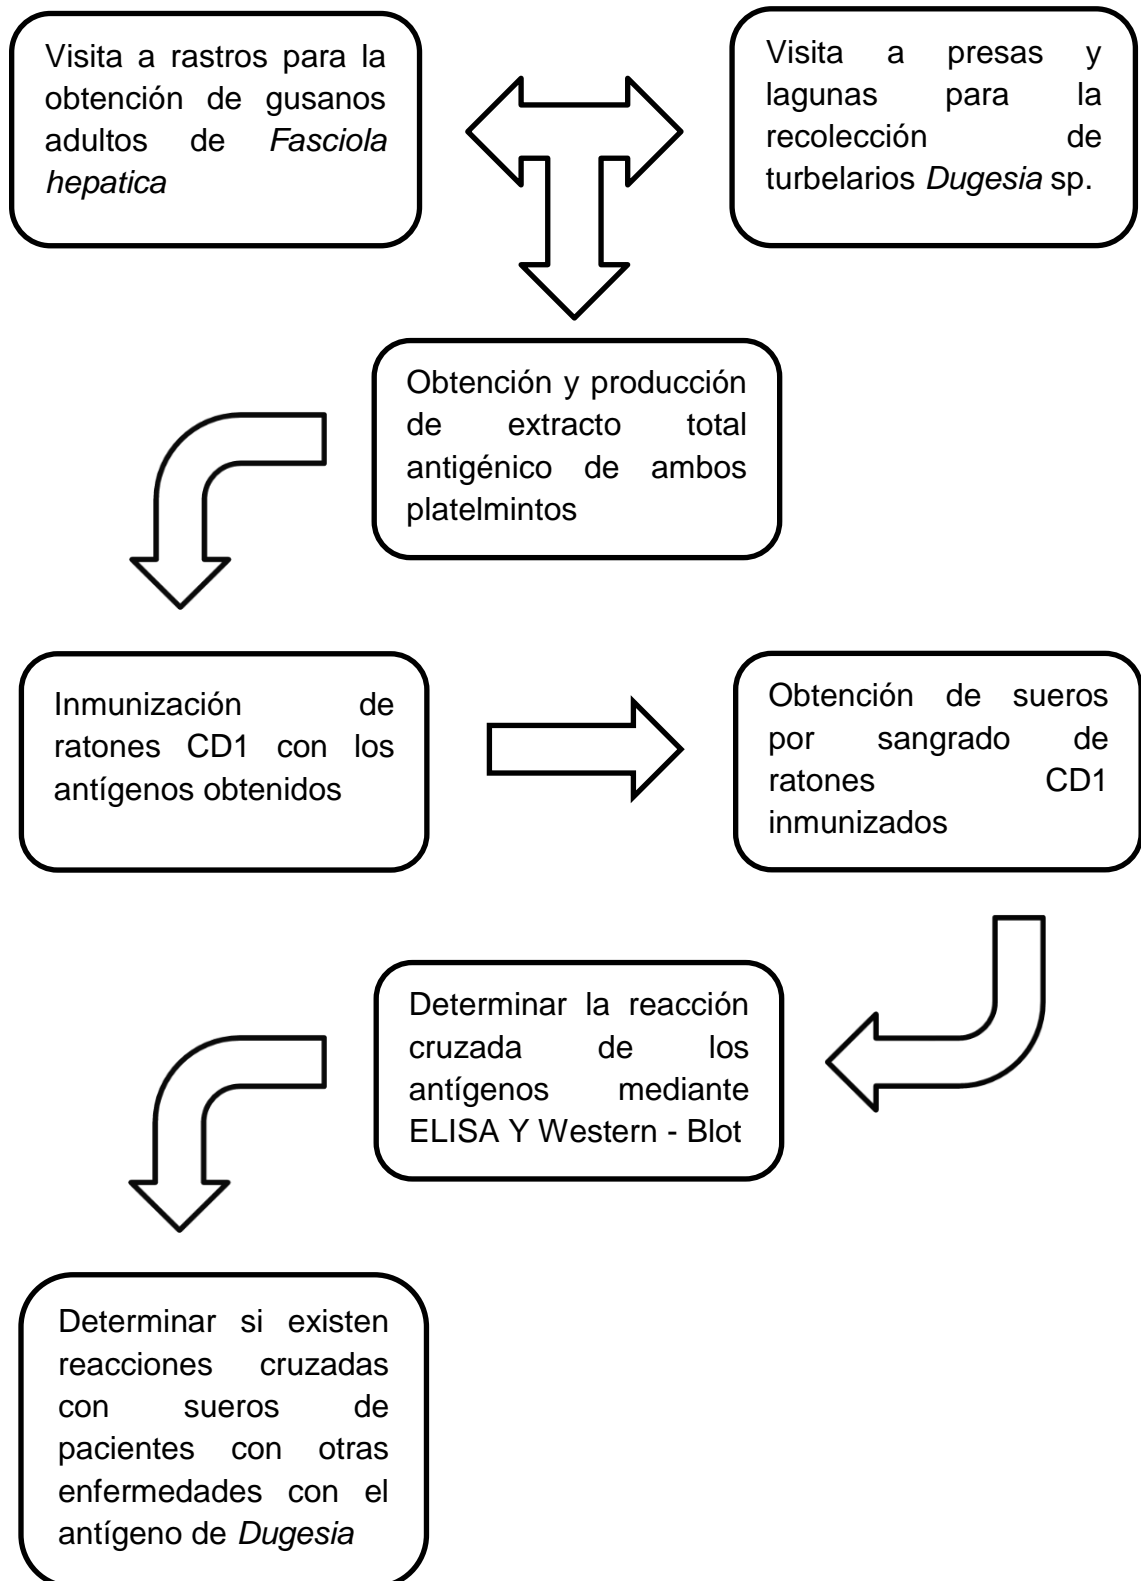 Visita a rastros para la
obtención de gusanos
adultos de Fasciola
hepatica
Visita a presas y
lagunas para la
recolección de
turbelarios Dugesia sp.
Obtención y producción
de extracto total
antigénico de ambos
platelmintos
Inmunización de
ratones CD1 con los
antígenos obtenidos
Obtención de sueros
por sangrado de
ratones CD1
inmunizados
Determinar la reacción
cruzada de los
antígenos mediante
ELISA Y Western - Blot
Determinar si existen
reacciones cruzadas
con sueros de
pacientes con otras
enfermedades con el
antígeno de Dugesia